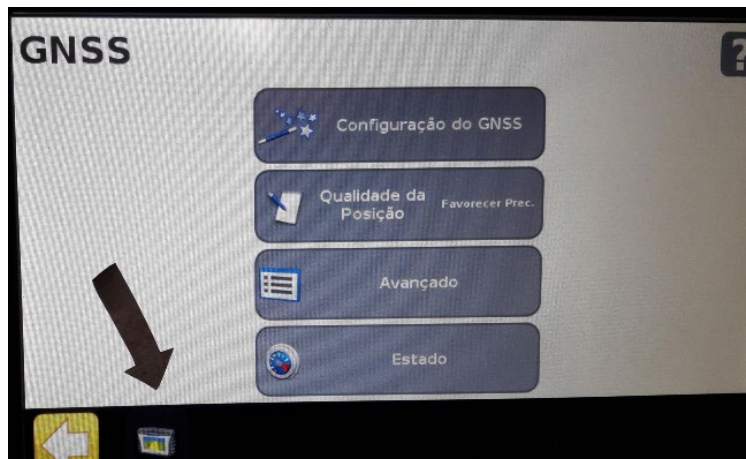 GNSS
?
Configuração do GNSS
Qualidade da
Posição
Favorecer Prec.
Avançado
Estado